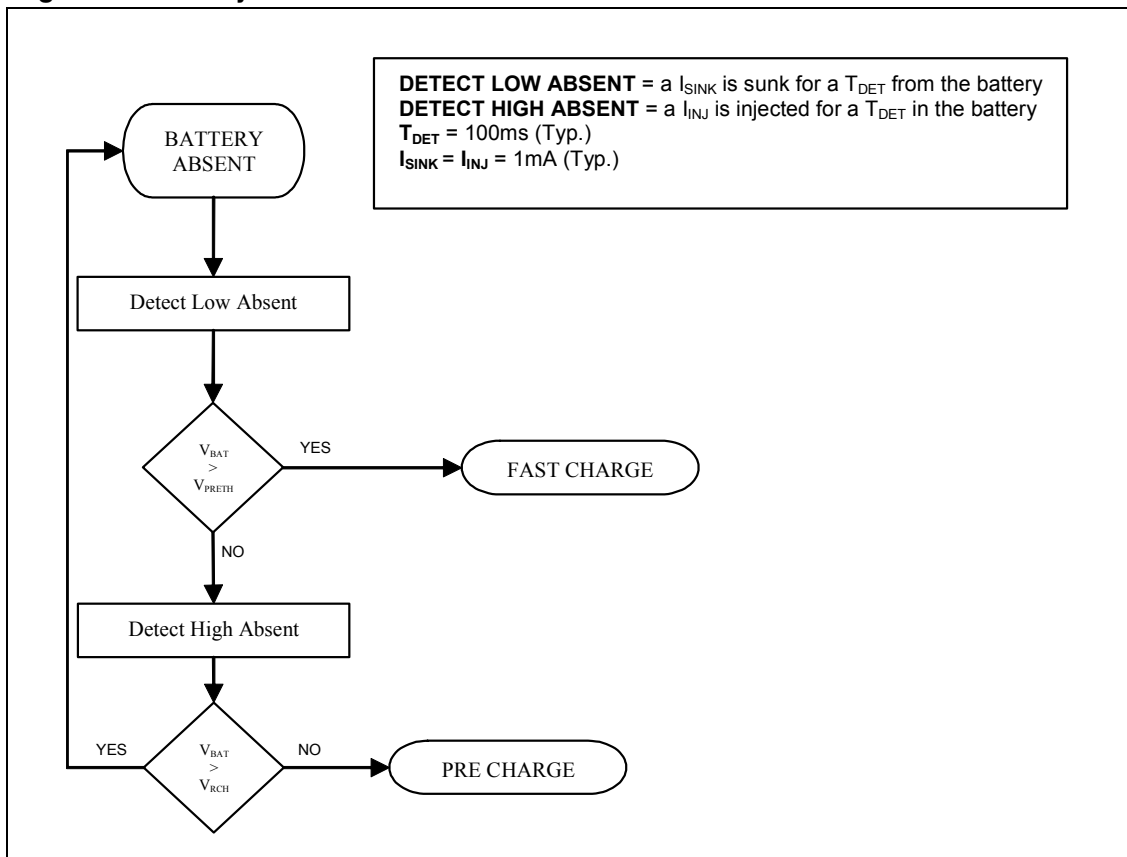 DETECT LOW ABSENT = a ISINK is sunk for a TDET from the battery
DETECT HIGH ABSENT = a IINJ is injected for a TDET in the battery
TDET = 100ms (Typ.)
ISINK = IINJ = 1mA (Typ.)
BATTERY
ABSENT
Detect Low Absent
VBAT
>
VPRETH
YES
FAST CHARGE
NO
Detect High Absent
YES
VBAT
>
VRCH
NO
PRE CHARGE